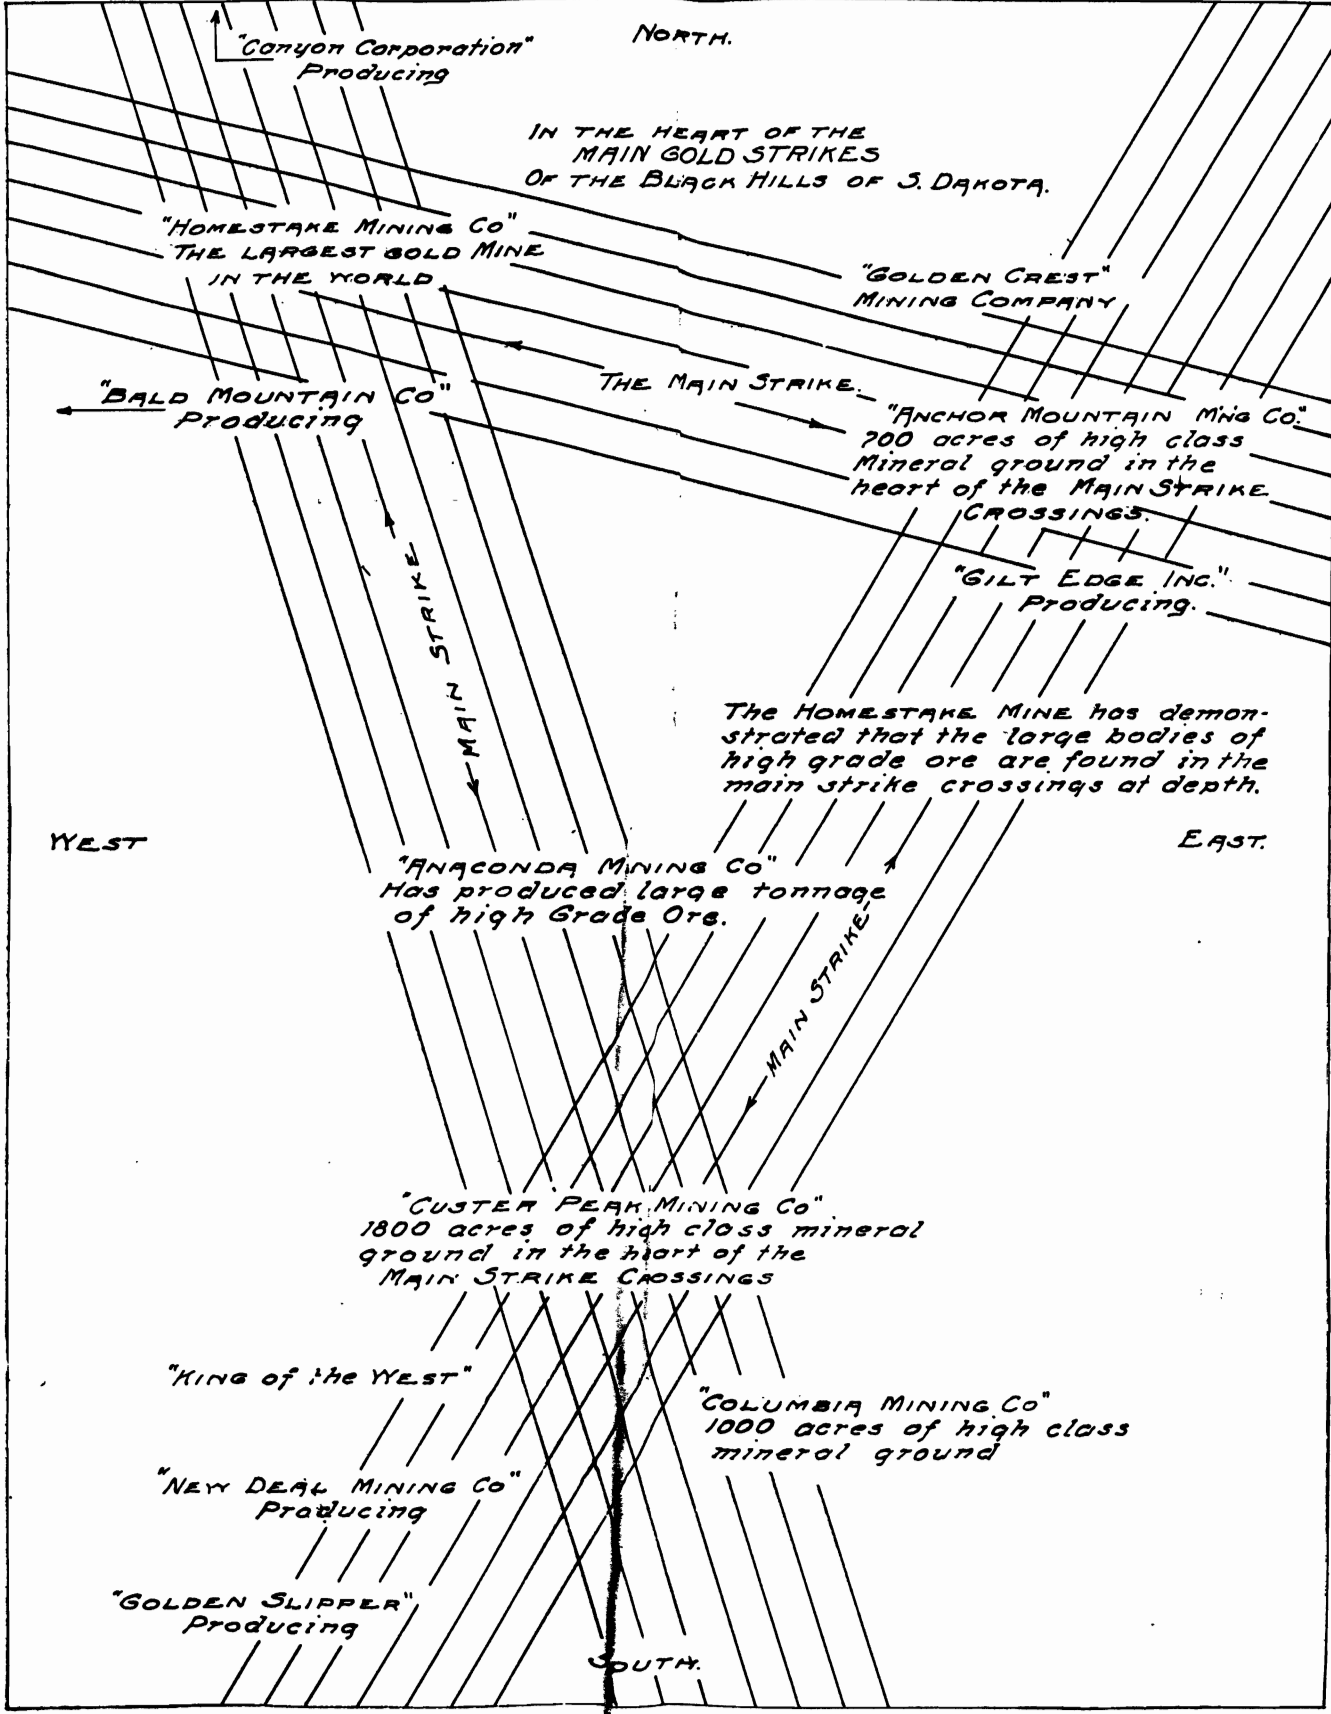 "Canyon Corporation"
Producing
NORTH.
IN THE HEART OF THE
MAIN GOLD STRIKES
OF THE BLACK HILLS OF S. DAKOTA.
"HOMESTAKE MINING Co"
THE LARGEST GOLD MINE
IN THE WORLD
"GOLDEN CREST"
MINING COMPANY
THE MAIN STRIKE.
"BALD MOUNTAIN Co"
Producing
"ANCHOR MOUNTAIN MNG Co."
700 acres of high class
Mineral ground in the
heart of the MAIN STRIKE
CROSSINGS.
"GILT EDGE INC."
Producing.
MAIN STRIKE
The HOMESTAKE MINE has demon-
strated that the large bodies of
high grade ore are found in the
main strike crossings at depth.
WEST
EAST.
"ANACONDA MINING Co"
Has produced large tonnage
of high Grade Ore.
MAIN STRIKE
"CUSTER PEAK MINING Co"
1800 acres of high class mineral
ground in the heart of the
MAIN STRIKE CROSSINGS
"KING of the WEST"
"COLUMBIA MINING Co"
1000 acres of high class
mineral ground
"NEW DEAL MINING Co"
Producing
"GOLDEN SLIPPER"
Producing
SOUTH.